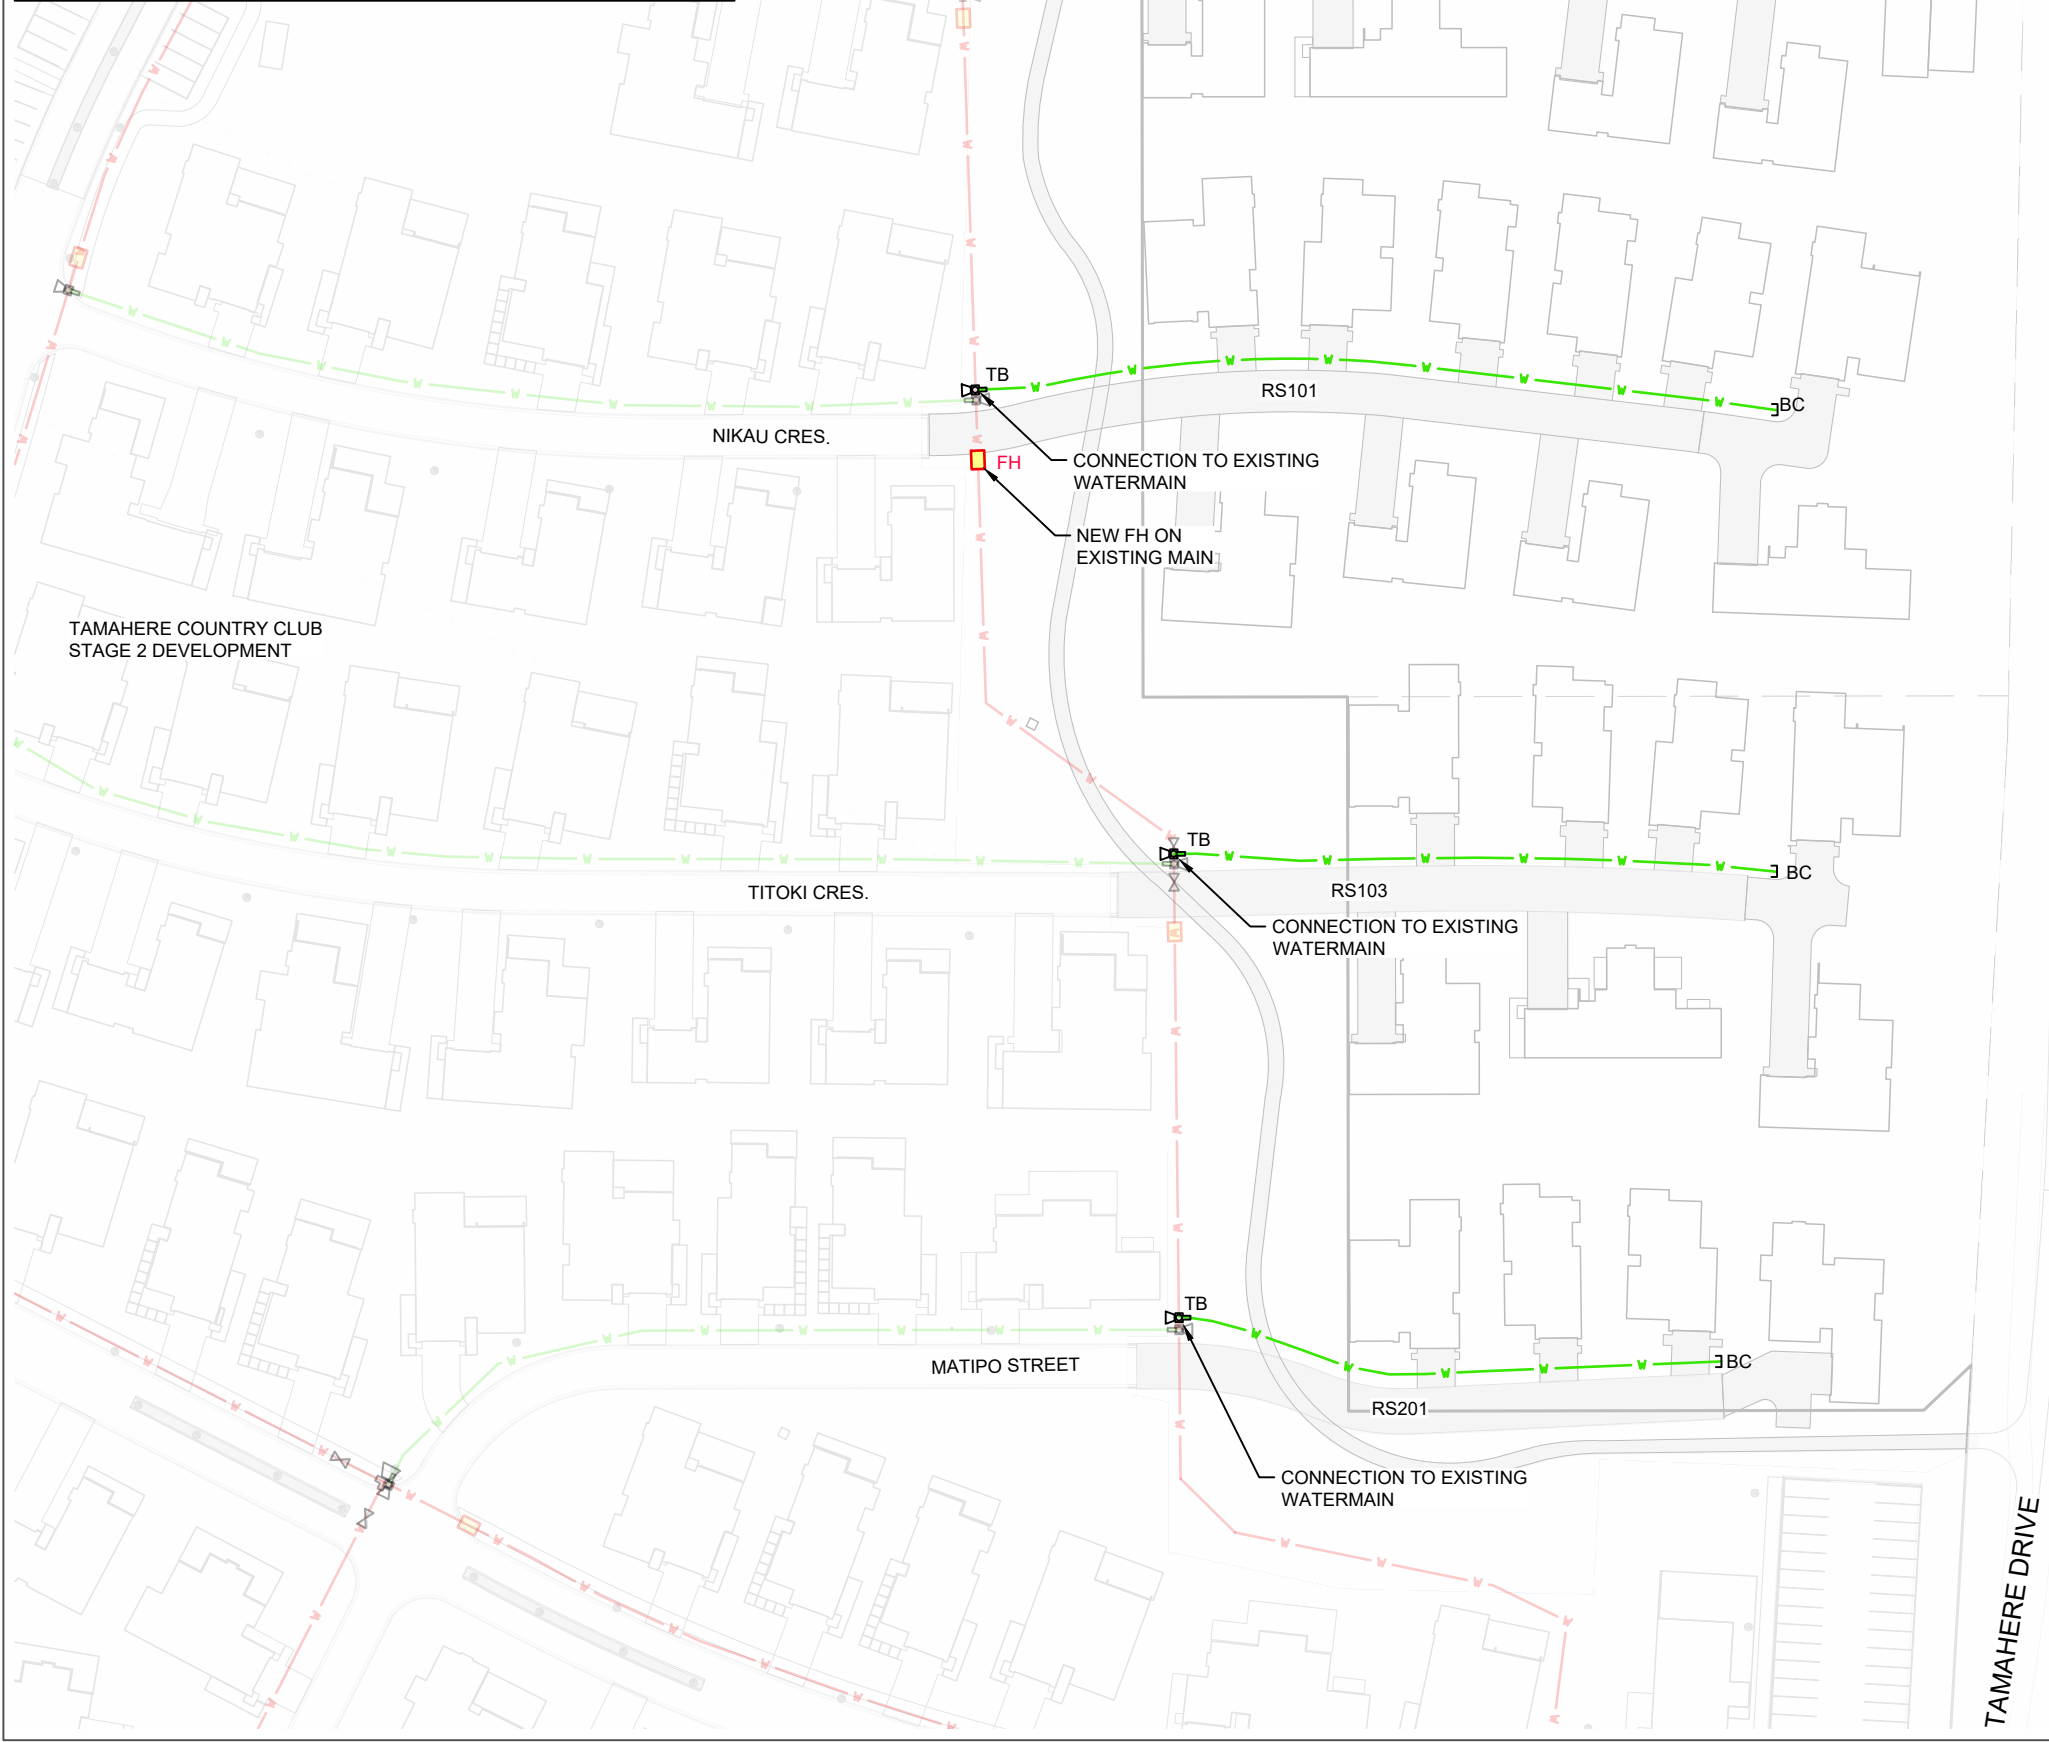 TB
RS101
BC
NIKAU CRES.
FH
CONNECTION TO EXISTING
WATERMAIN
NEW FH ON
EXISTING MAIN
TAMAHERE COUNTRY CLUB
STAGE 2 DEVELOPMENT
TB
BC
TITOKI CRES.
RS103
CONNECTION TO EXISTING
WATERMAIN
TB
MATIPO STREET
BC
RS201
CONNECTION TO EXISTING
WATERMAIN
TAMAHERE DRIVE